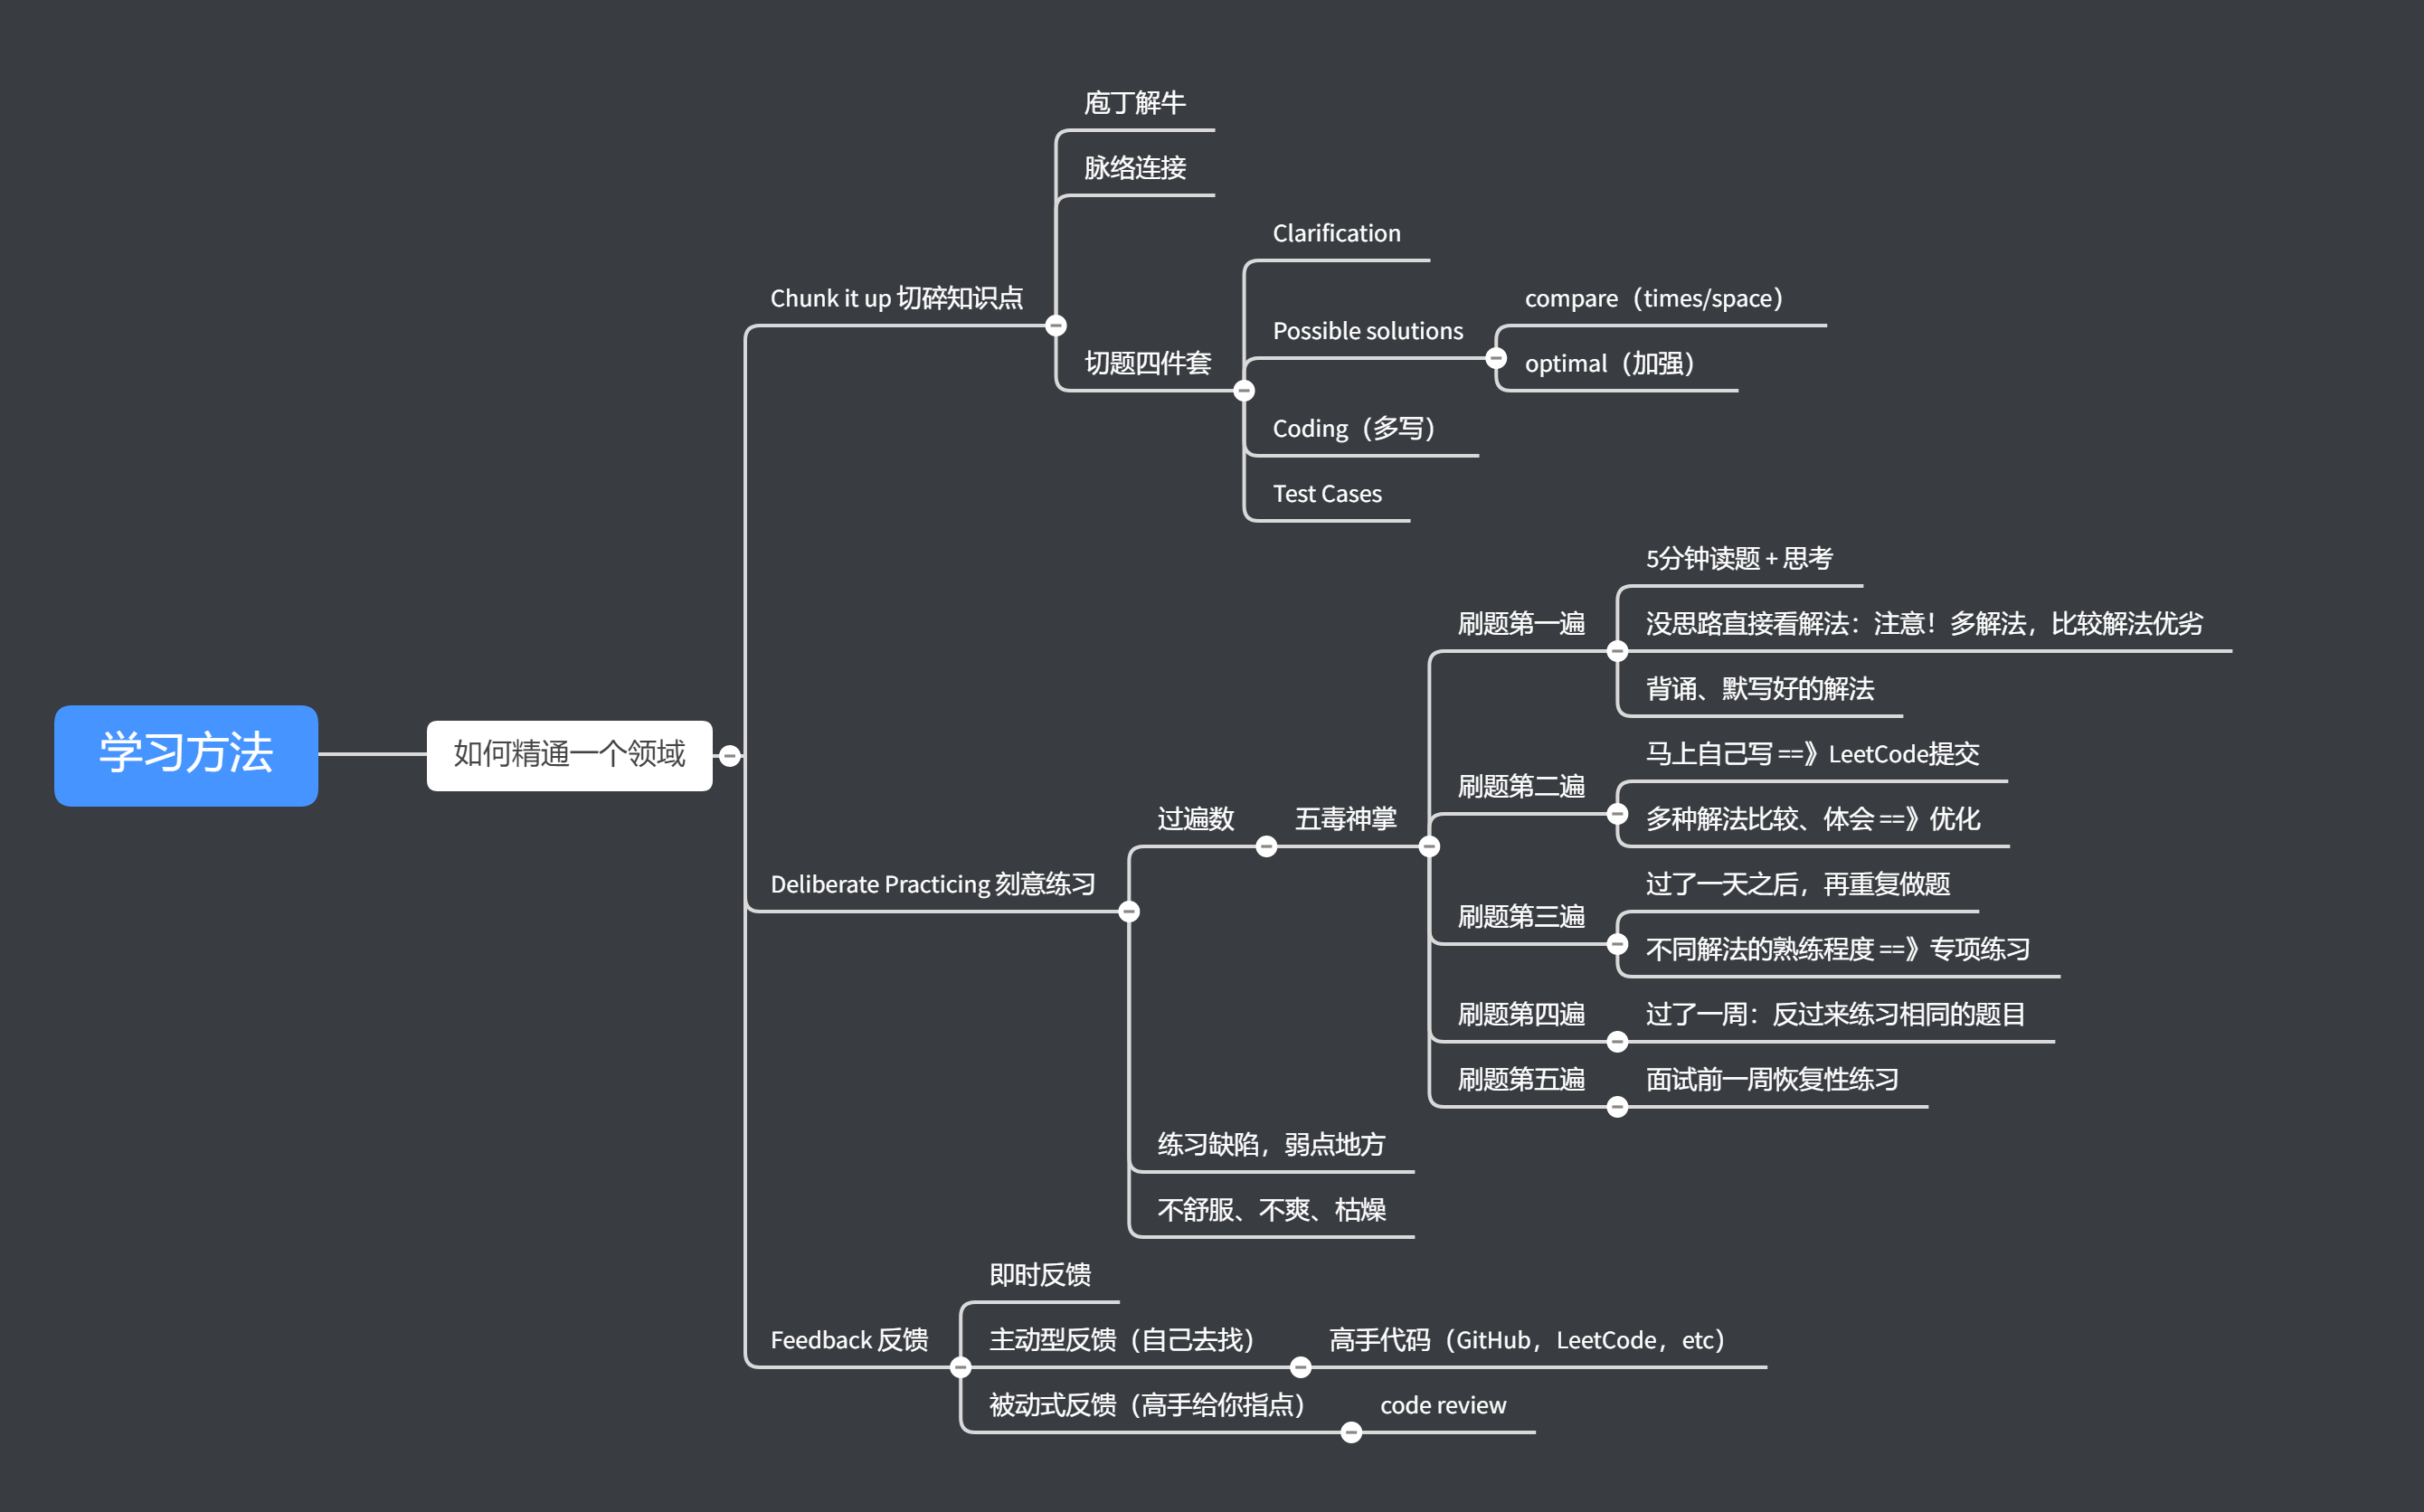 学习方法
如何精通一个领域
Chunk it up 切碎知识点
庖丁解牛
脉络连接
切题四件套
Clarification
Possible solutions
compare（times/space）
optimal（加强）
Coding（多写）
Test Cases
Deliberate Practicing 刻意练习
过遍数
五毒神掌
刷题第一遍
5分钟读题 + 思考
没思路直接看解法：注意！多解法，比较解法优劣
背诵、默写好的解法
刷题第二遍
马上自己写 ==》LeetCode提交
多种解法比较、体会 ==》优化
刷题第三遍
过了一天之后，再重复做题
不同解法的熟练程度 ==》专项练习
刷题第四遍
过了一周：反过来练习相同的题目
刷题第五遍
面试前一周恢复性练习
练习缺陷，弱点地方
不舒服、不爽、枯燥
Feedback 反馈
即时反馈
主动型反馈（自己去找）
高手代码（GitHub，LeetCode，etc）
被动式反馈（高手给你指点）
code review